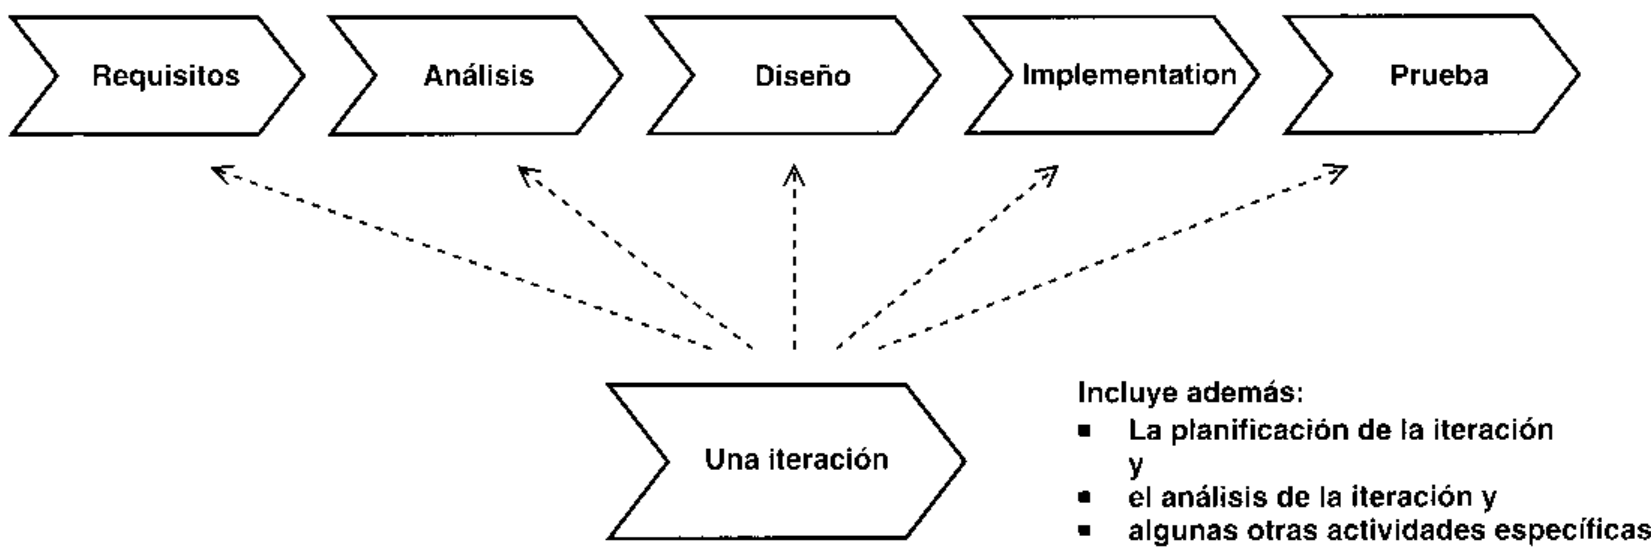 Requisitos
Análisis
Diseño
Implementation
Prueba
Una iteración
Incluye además:
▪ La planificación de la iteración
y
▪ el análisis de la iteración y
▪ algunas otras actividades específicas